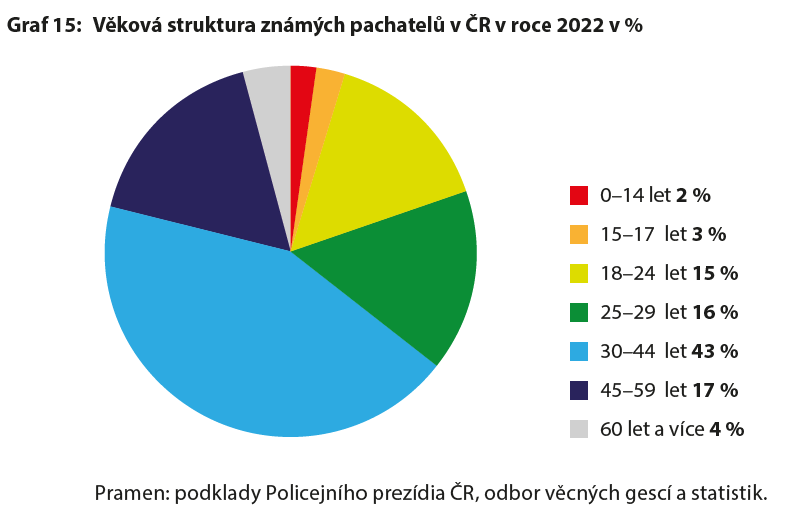 Graf 15: Věková struktura známých pachatelů v ČR v roce 2022 v %
0–14 let 2 %
15–17 let 3 %
18–24 let 15 %
25–29 let 16 %
30–44 let 43 %
45–59 let 17 %
60 let a více 4 %
Pramen: podklady Policejního prezídia ČR, odbor věcných gescí a statistik.